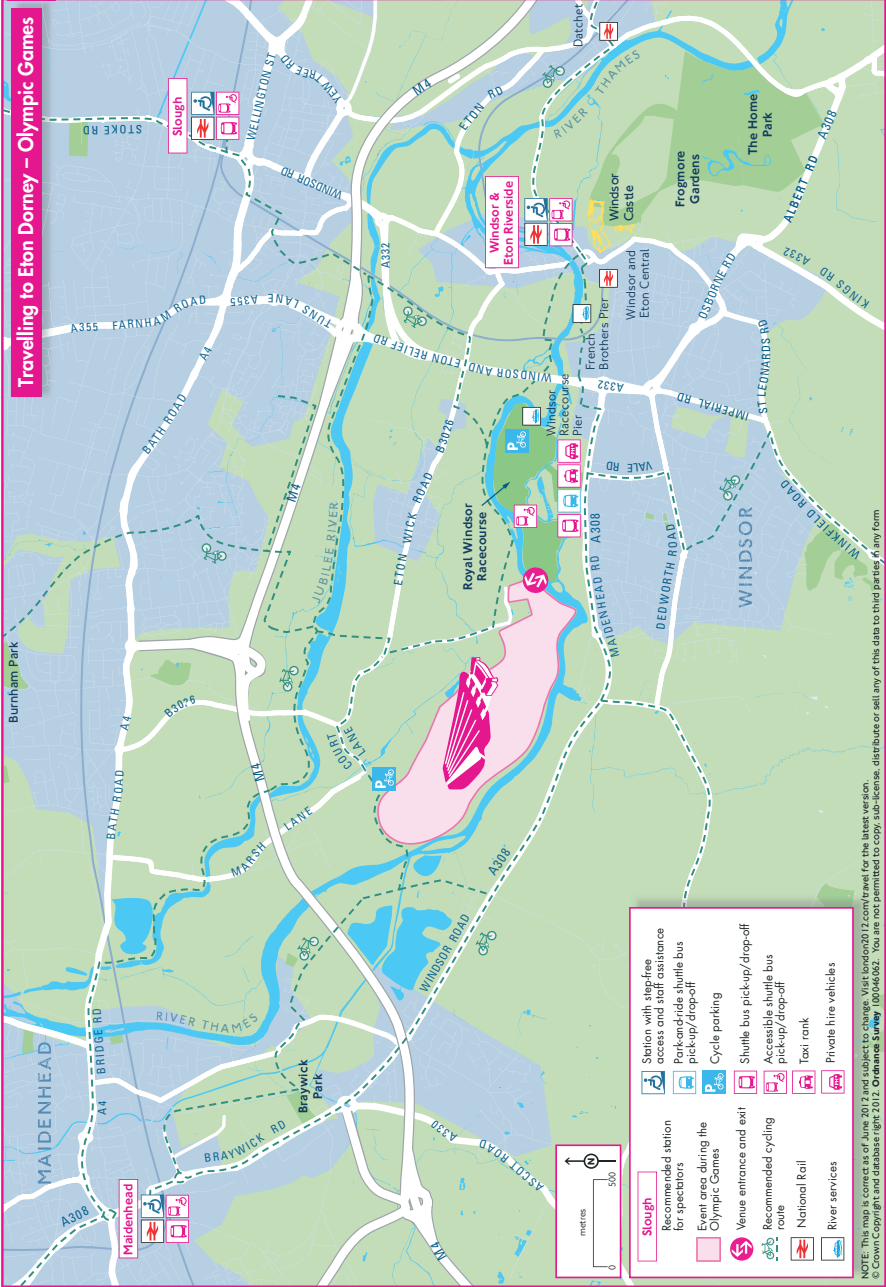 Travelling to Eton Dorney – Olympic Games
Burnham Park
STOKE RD
Slough
WELLINGTON ST
YEW TREE RD
WINDSOR RD
M4
ETON RD
Datchet
RIVER THAMES
A355 FARNHAM ROAD
A355
TUNS LANE
A4
BATH ROAD
A332
WINDSOR AND ETON RELIEF RD
Windsor &
Eton Riverside
Windsor
Castle
Frogmore
Gardens
The Home
Park
ALBERT RD
A308
KINGS RD A332
OSBORNE RD
Windsor and
Eton Central
French
Brothers Pier
Windsor
Racecourse
Pier
A332
IMPERIAL RD
ST LEONARDS RD
WINKFIELD ROAD
VALE RD
DEDWORTH ROAD
WINDSOR
MAIDENHEAD RD
A308
Royal Windsor
Racecourse
ETON WICK ROAD
B3026
JUBILEE RIVER
M4
A4
BATH ROAD
B3026
M4
COURT
LANE
MARSH
LANE
A308
WINDSOR ROAD
MAIDENHEAD
A4
BRIDGE RD
RIVER THAMES
Braywick
Park
BRAYWICK RD
A308
Maidenhead
A330
ASCOT ROAD
M4
metres
0
500
N
Slough
Recommended station
for spectators
Event area during the
Olympic Games
Venue entrance and exit
Recommended cycling
route
National Rail
River services
Station with step-free
access and staff assistance
Park-and-ride shuttle bus
pick-up/drop-off
P
Cycle parking
Shuttle bus pick-up/drop-off
Accessible shuttle bus
pick-up/drop-off
Taxi rank
Private hire vehicles
P
P
NOTE: This map is correct as of June 2012 and subject to change. Visit london2012.com/travel for the latest version.
© Crown Copyright and database right 2012. Ordnance Survey 100046062. You are not permitted to copy, sub-license, distribute or sell any of this data to third parties in any form